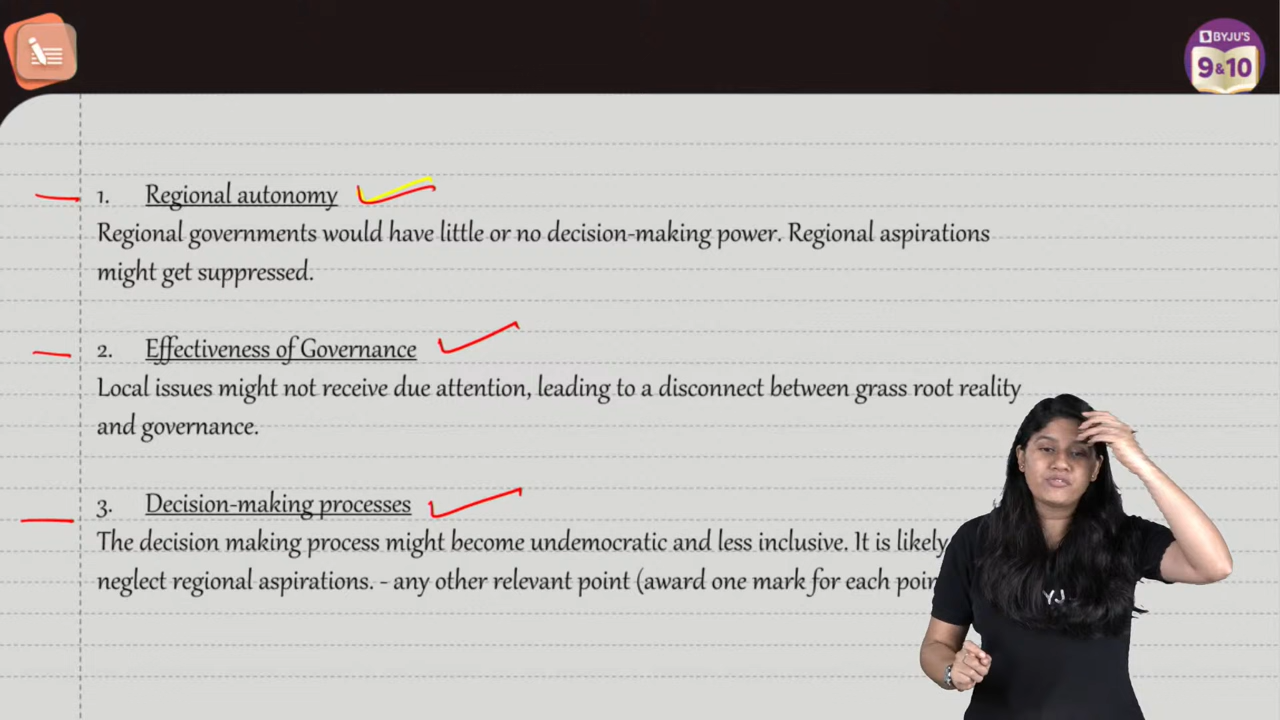 BYJU'S
9&10
1. Regional autonomy
Regional governments would have little or no decision-making power. Regional aspirations
might get suppressed.
2. Effectiveness of Governance
Local issues might not receive due attention, leading to a disconnect between grass root reality
and governance.
3. Decision-making processes
The decision making process might become undemocratic and less inclusive. It is likely
neglect regional aspirations. - any other relevant point (award one mark for each
YJ